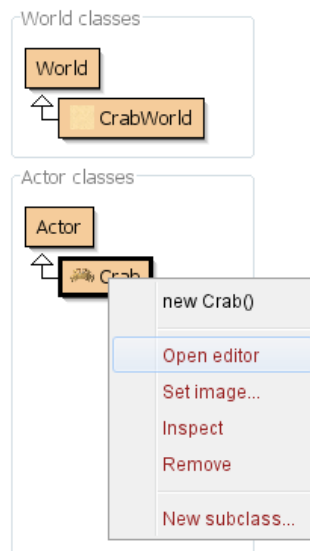 World classes
World
CrabWorld
Actor classes
Actor
Crab
new Crab()
Open editor
Set image...
Inspect
Remove
New subclass...